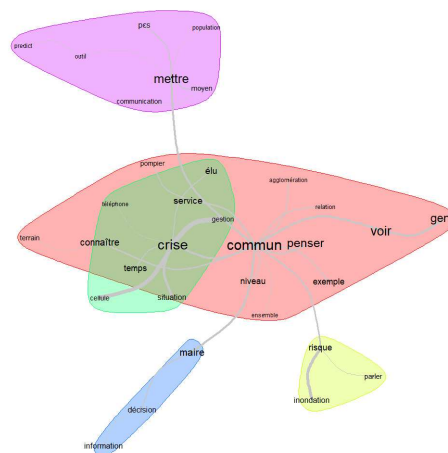 pcs
population
predict
outil
mettre
moyen
communication
pompier
élu
agglomération
téléphone
service
relation
gestion
gen
voir
terrain
connaître
crise
commun
penser
temps
niveau
exemple
cellule
situation
ensemble
maire
risque
parler
décision
inondation
information